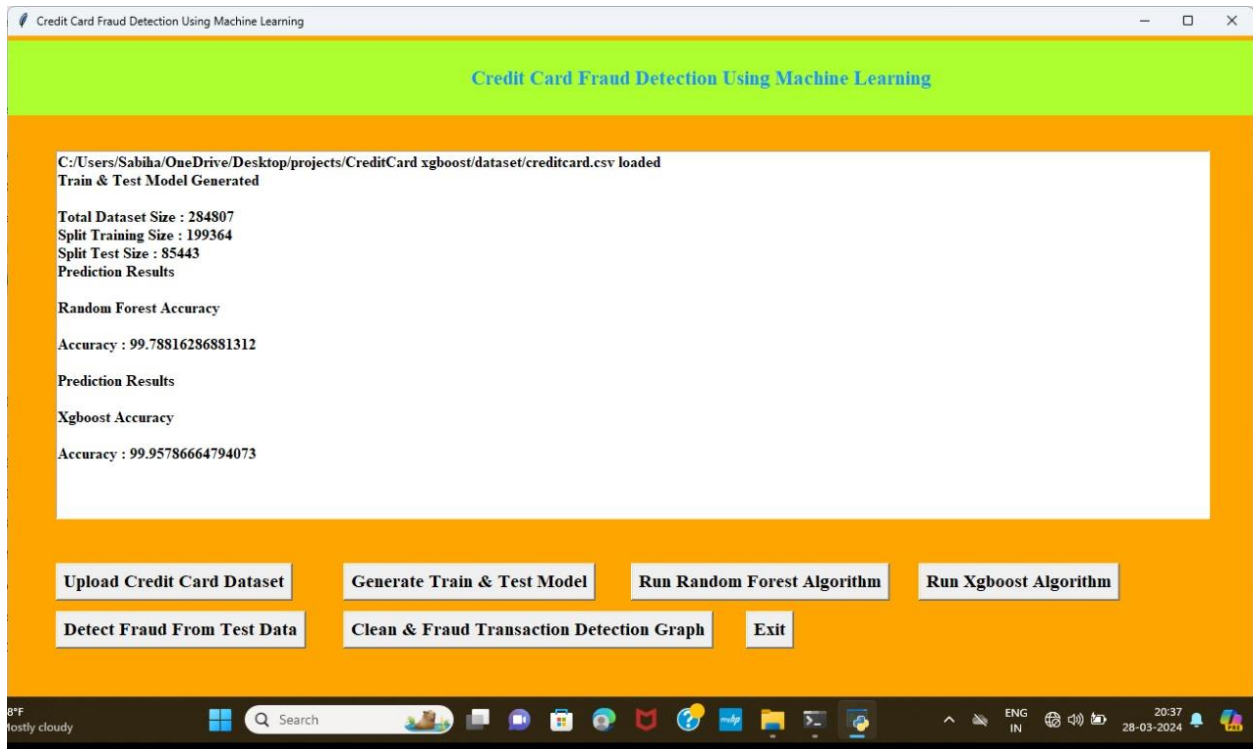 Credit Card Fraud Detection Using Machine Learning
Credit Card Fraud Detection Using Machine Learning
C:/Users/Sabiha/OneDrive/Desktop/projects/CreditCard xgboost/dataset/creditcard.csv loaded
Train & Test Model Generated
Total Dataset Size : 284807
Split Training Size : 199364
Split Test Size : 85443
Prediction Results
Random Forest Accuracy
Accuracy : 99.78816286881312
Prediction Results
Xgboost Accuracy
Accuracy : 99.95786664794073
Upload Credit Card Dataset Generate Train & Test Model Run Random Forest Algorithm Run Xgboost Algorithm
Detect Fraud From Test Data Clean & Fraud Transaction Detection Graph Exit
8°F
Mostly cloudy
Search
ENG
IN
20:37
28-03-2024